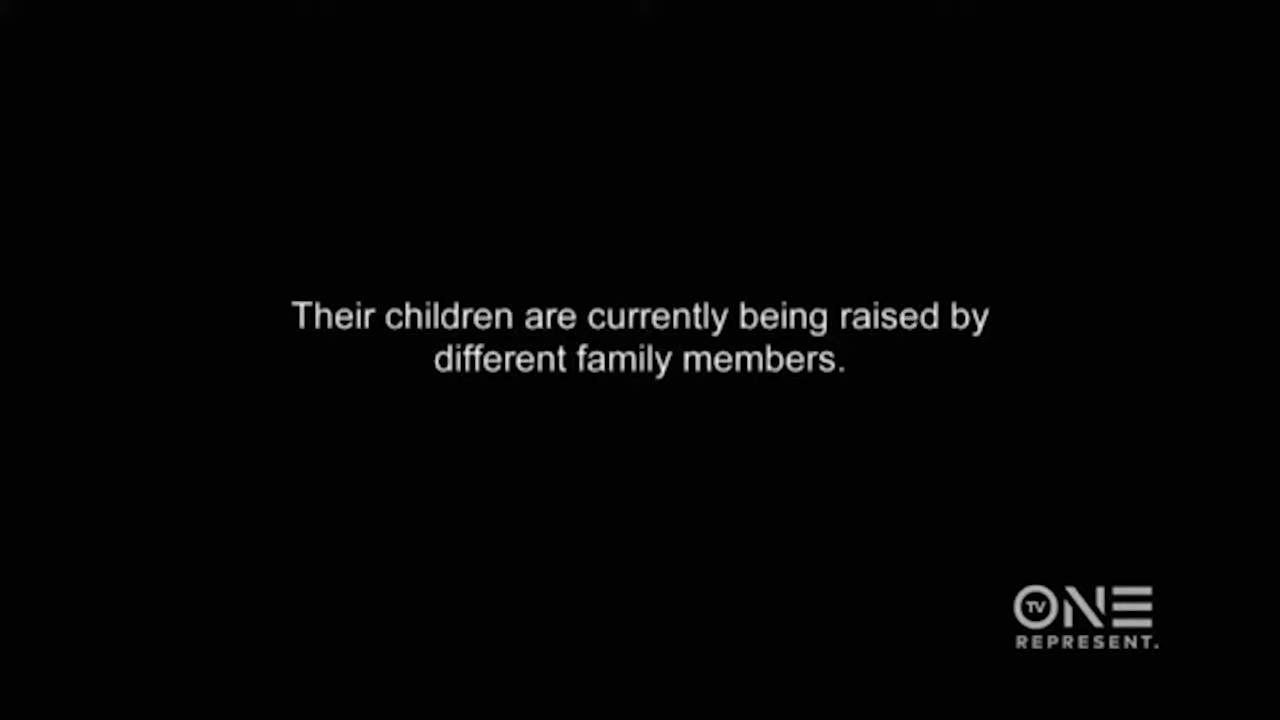 Their children are currently being raised by
different family members.
TV ONE
REPRESENT.